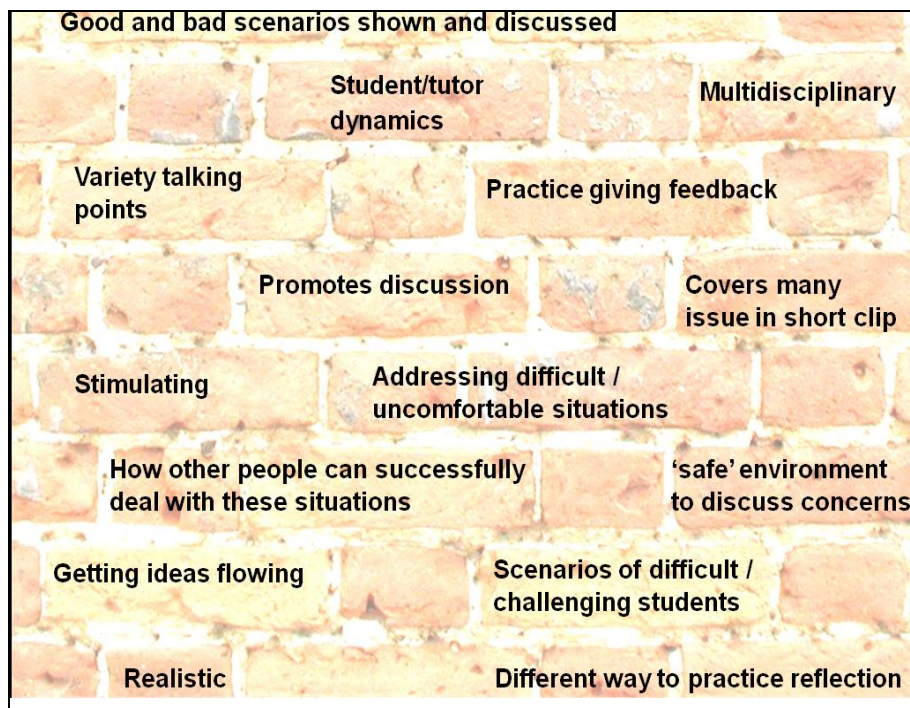 Good and bad scenarios shown and discussed
Student/tutor
dynamics
Multidisciplinary
Variety talking
points
Practice giving feedback
Promotes discussion
Covers many
issue in short clip
Stimulating
Addressing difficult /
uncomfortable situations
How other people can successfully
deal with these situations
‘safe’ environment
to discuss concerns
Getting ideas flowing
Scenarios of difficult /
challenging students
Realistic
Different way to practice reflection